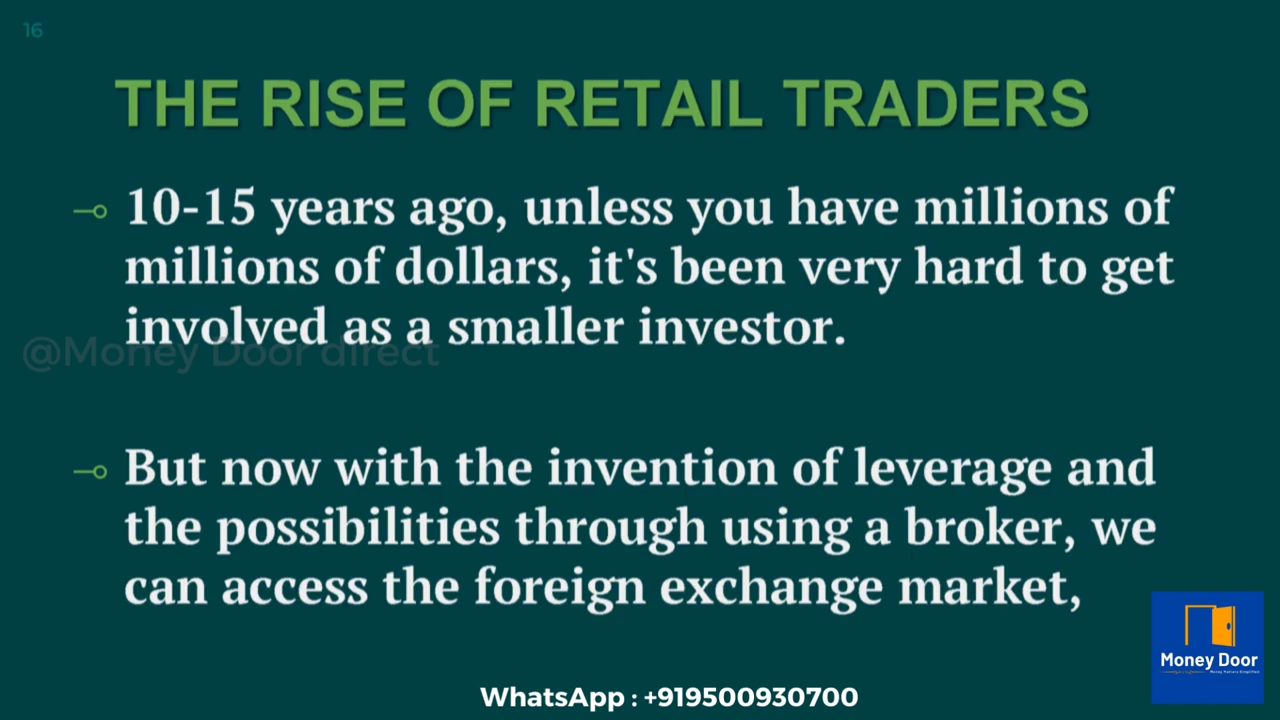 16
THE RISE OF RETAIL TRADERS
10-15 years ago, unless you have millions of
millions of dollars, it's been very hard to get
involved as a smaller investor.
@Money Door direct
But now with the invention of leverage and
the possibilities through using a broker, we
can access the foreign exchange market,
Money Door
WhatsApp : +919500930700